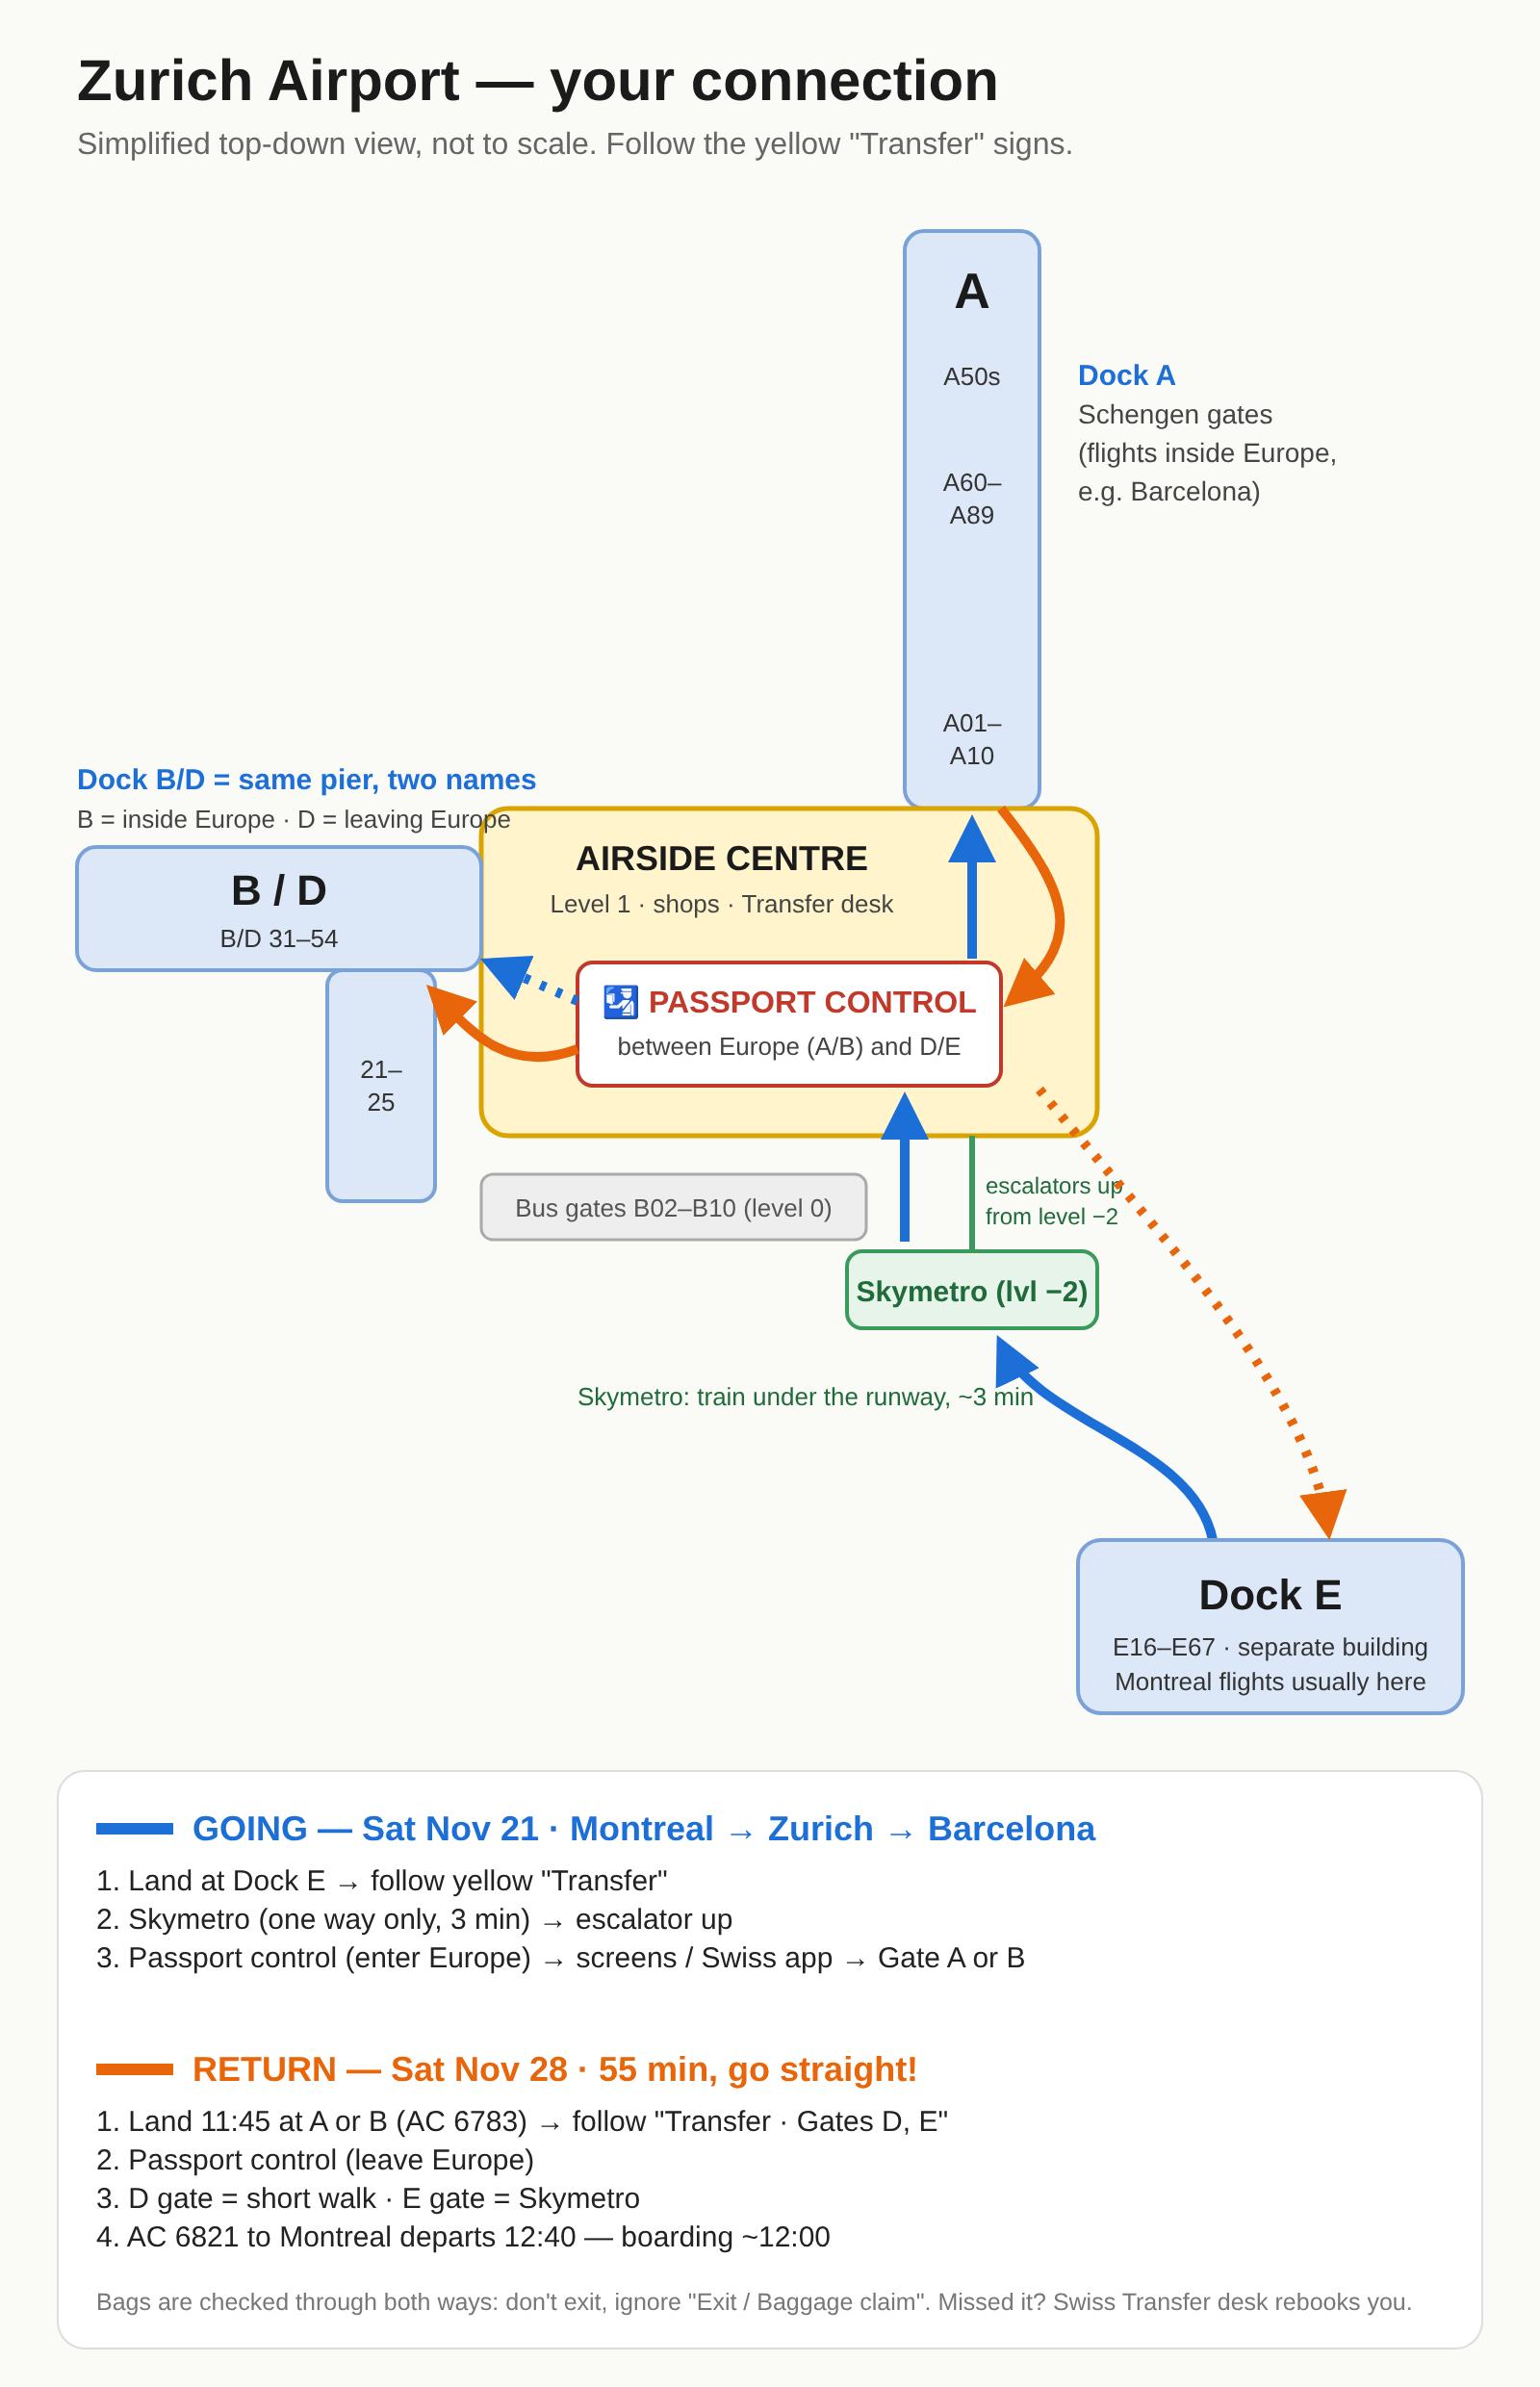 Zurich Airport — your connection
Simplified top-down view, not to scale. Follow the yellow "Transfer" signs.
A
A50s
A60–
A89
A01–
A10
Dock A
Schengen gates
(flights inside Europe,
e.g. Barcelona)
Dock B/D = same pier, two names
B = inside Europe · D = leaving Europe
B / D
B/D 31–54
21–
25
AIRSIDE CENTRE
Level 1 · shops · Transfer desk
🛂 PASSPORT CONTROL
between Europe (A/B) and D/E
Bus gates B02–B10 (level 0)
escalators up
from level −2
Skymetro (lvl −2)
Skymetro: train under the runway, ~3 min
Dock E
E16–E67 · separate building
Montreal flights usually here
GOING — Sat Nov 21 · Montreal → Zurich → Barcelona
1. Land at Dock E → follow yellow "Transfer"
2. Skymetro (one way only, 3 min) → escalator up
3. Passport control (enter Europe) → screens / Swiss app → Gate A or B
RETURN — Sat Nov 28 · 55 min, go straight!
1. Land 11:45 at A or B (AC 6783) → follow "Transfer · Gates D, E"
2. Passport control (leave Europe)
3. D gate = short walk · E gate = Skymetro
4. AC 6821 to Montreal departs 12:40 — boarding ~12:00
Bags are checked through both ways: don't exit, ignore "Exit / Baggage claim". Missed it? Swiss Transfer desk rebooks you.